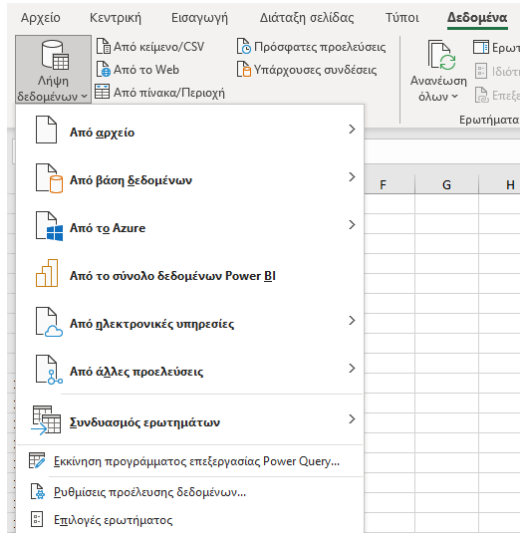 Αρχείο Κεντρική Εισαγωγή Διάταξη σελίδας Τύποι Δεδομένα
Λήψη δεδομένων
Από κείμενο/CSV
Από το Web
Από πίνακα/Περιοχή
Πρόσφατες προελεύσεις
Υπάρχουσες συνδέσεις
Ανανέωση όλων
Ερωτήματα
Από αρχείο
Από βάση δεδομένων
Από το Azure
Από το σύνολο δεδομένων Power BI
Από ηλεκτρονικές υπηρεσίες
Από άλλες προελεύσεις
Συνδυασμός ερωτημάτων
Εκκίνηση προγράμματος επεξεργασίας Power Query...
Ρυθμίσεις προέλευσης δεδομένων...
Επιλογές ερωτήματος
F G H